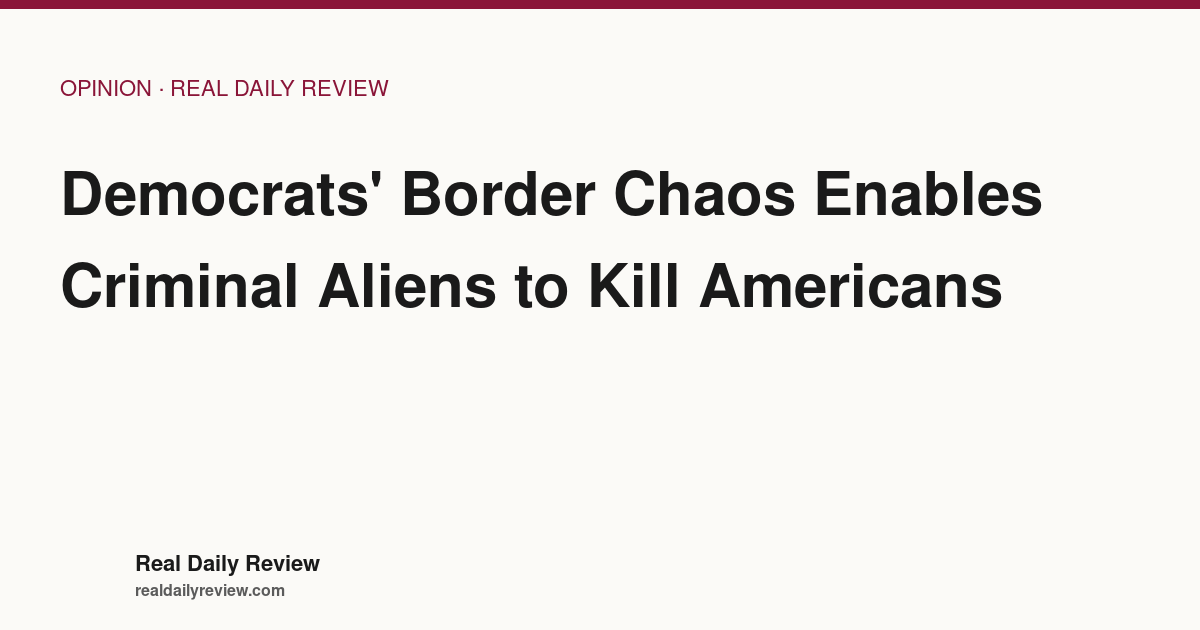 OPINION · REAL DAILY REVIEW
Democrats' Border Chaos Enables
Criminal Aliens to Kill Americans
Real Daily Review
realdailyreview.com